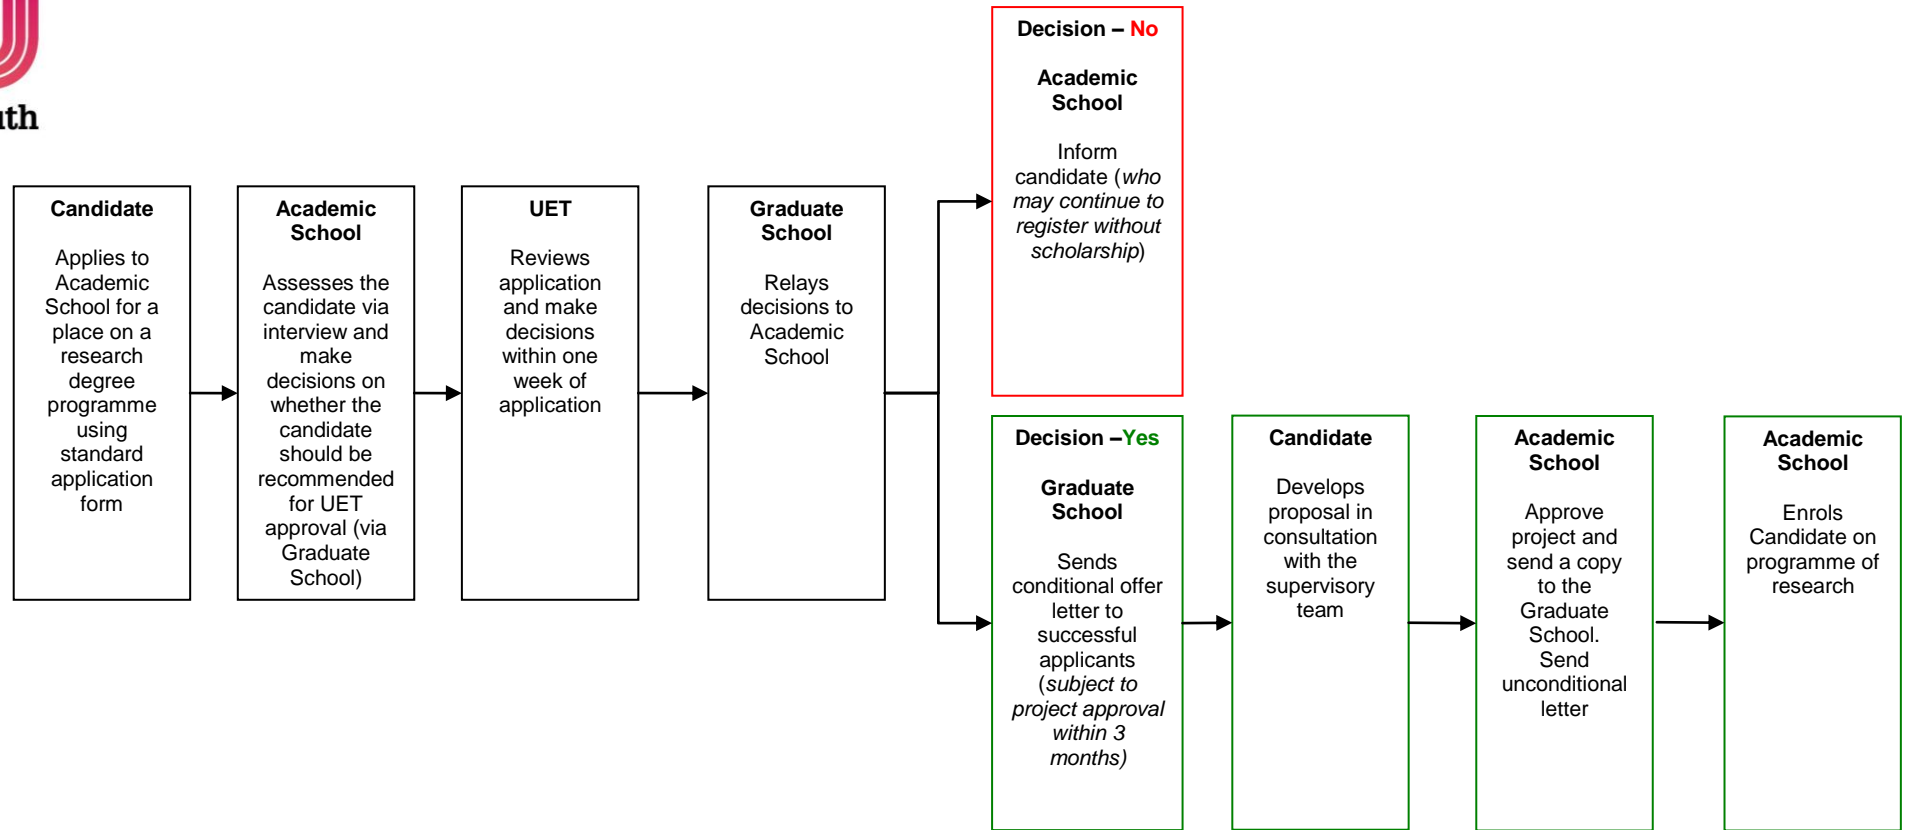 uth
Candidate
Applies to
Academic
School for a
place on a
research
degree
programme
using
standard
application
form
Academic
School
Assesses the
candidate via
interview and
make
decisions on
whether the
candidate
should be
recommended
for UET
approval (via
Graduate
School)
UET
Reviews
application
and make
decisions
within one
week of
application
Graduate
School
Relays
decisions to
Academic
School
Decision – No
Academic
School
Inform
candidate (who
may continue to
register without
scholarship)
Decision –Yes
Graduate
School
Sends
conditional offer
letter to
successful
applicants
(subject to
project approval
within 3
months)
Candidate
Develops
proposal in
consultation
with the
supervisory
team
Academic
School
Approve
project and
send a copy
to the
Graduate
School.
Send
unconditional
letter
Academic
School
Enrols
Candidate on
programme of
research